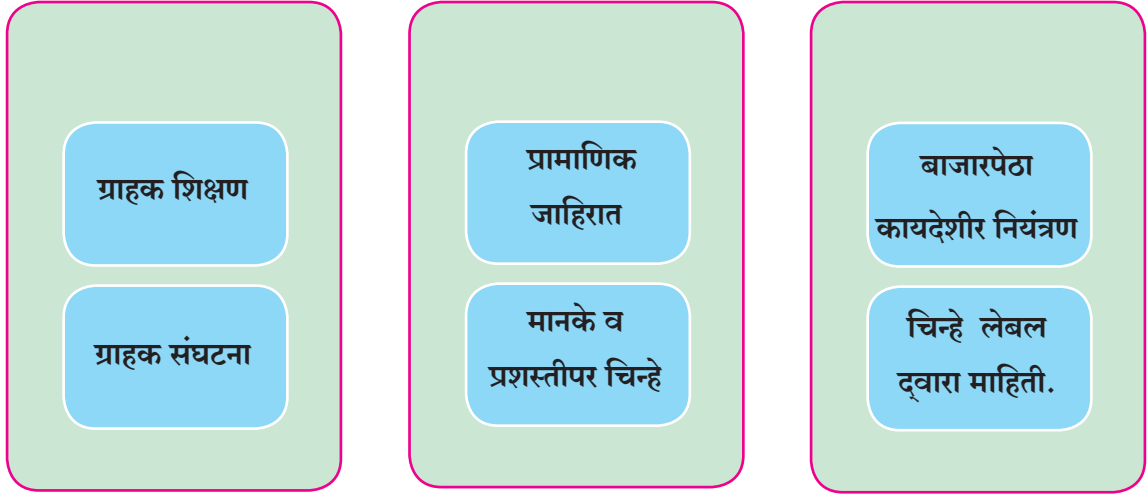 ग्राहक शिक्षण
ग्राहक संघटना
प्रामाणिक
जाहिरात
मानके व
प्रशस्तीपर चिन्हे
बाजारपेठा
कायदेशीर नियंत्रण
चिन्हे लेबल
द्‌वारा माहिती.